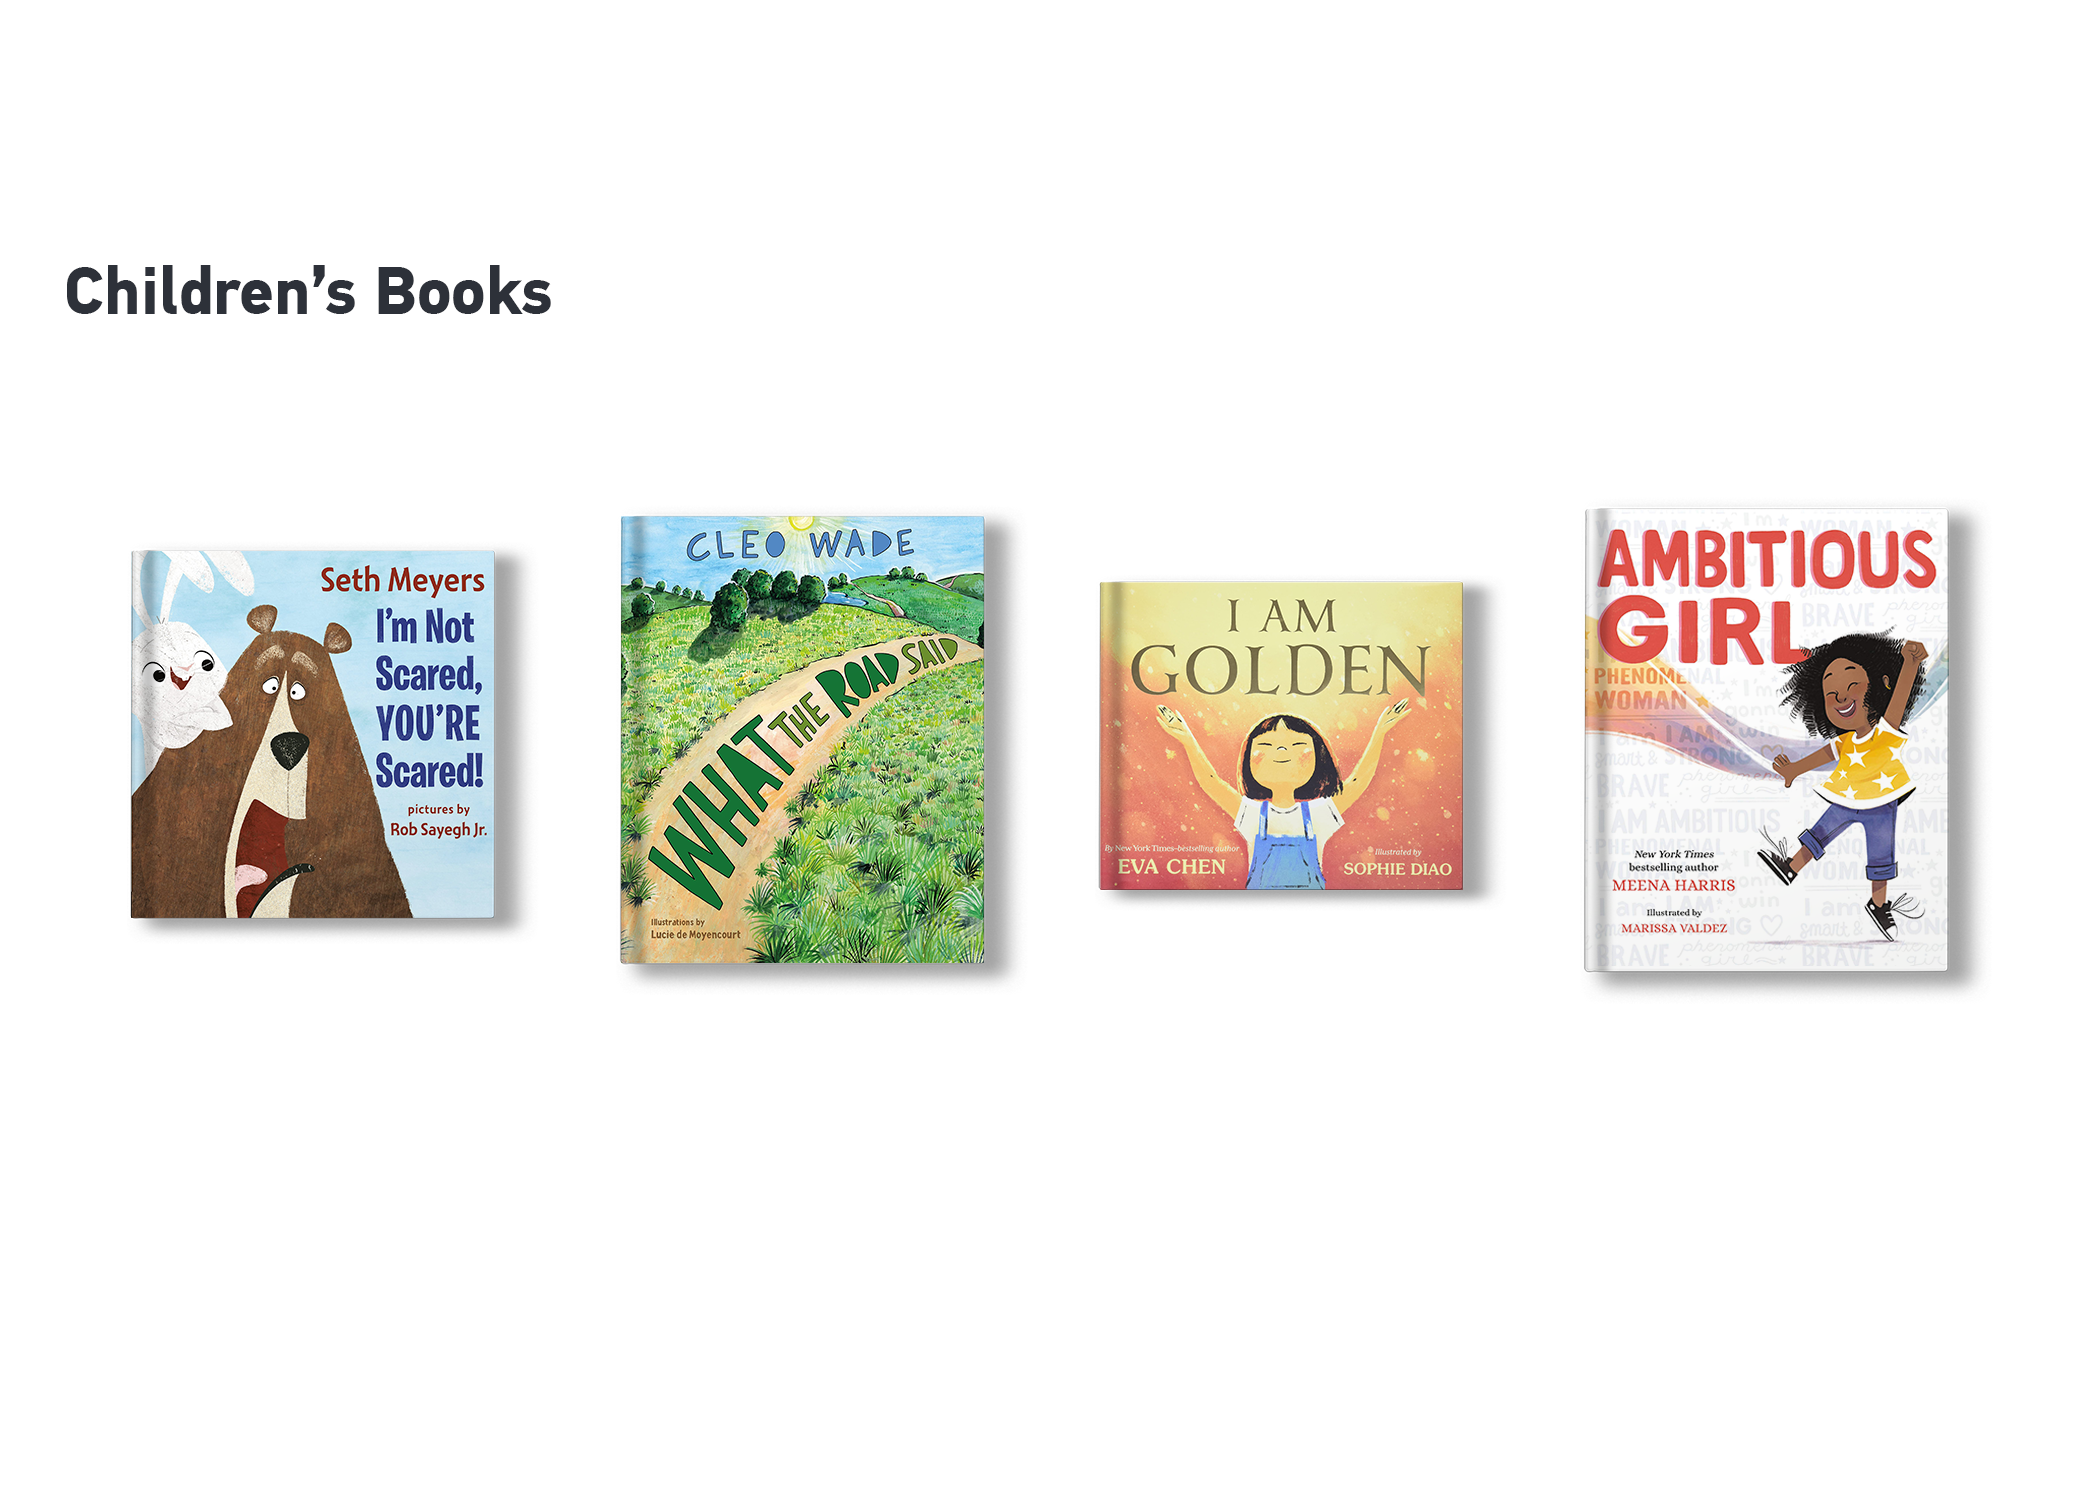 Children's Books
Seth Meyers
I'm Not
Scared,
YOU'RE
Scared!
pictures by
Rob Sayegh Jr.
CLEO WADE
WHAT THE ROAD SAID
Illustrations by
Lucie de Moyencourt
I AM
GOLDEN
By New York Times–bestselling author
EVA CHEN
Illustrated by
SOPHIE DIAO
AMBITIOUS
GIRL
PHENOMENAL
WOMAN
I AM AMBITIOUS
New York Times
bestselling author
MEENA HARRIS
Illustrated by
MARISSA VALDEZ
BRAVE